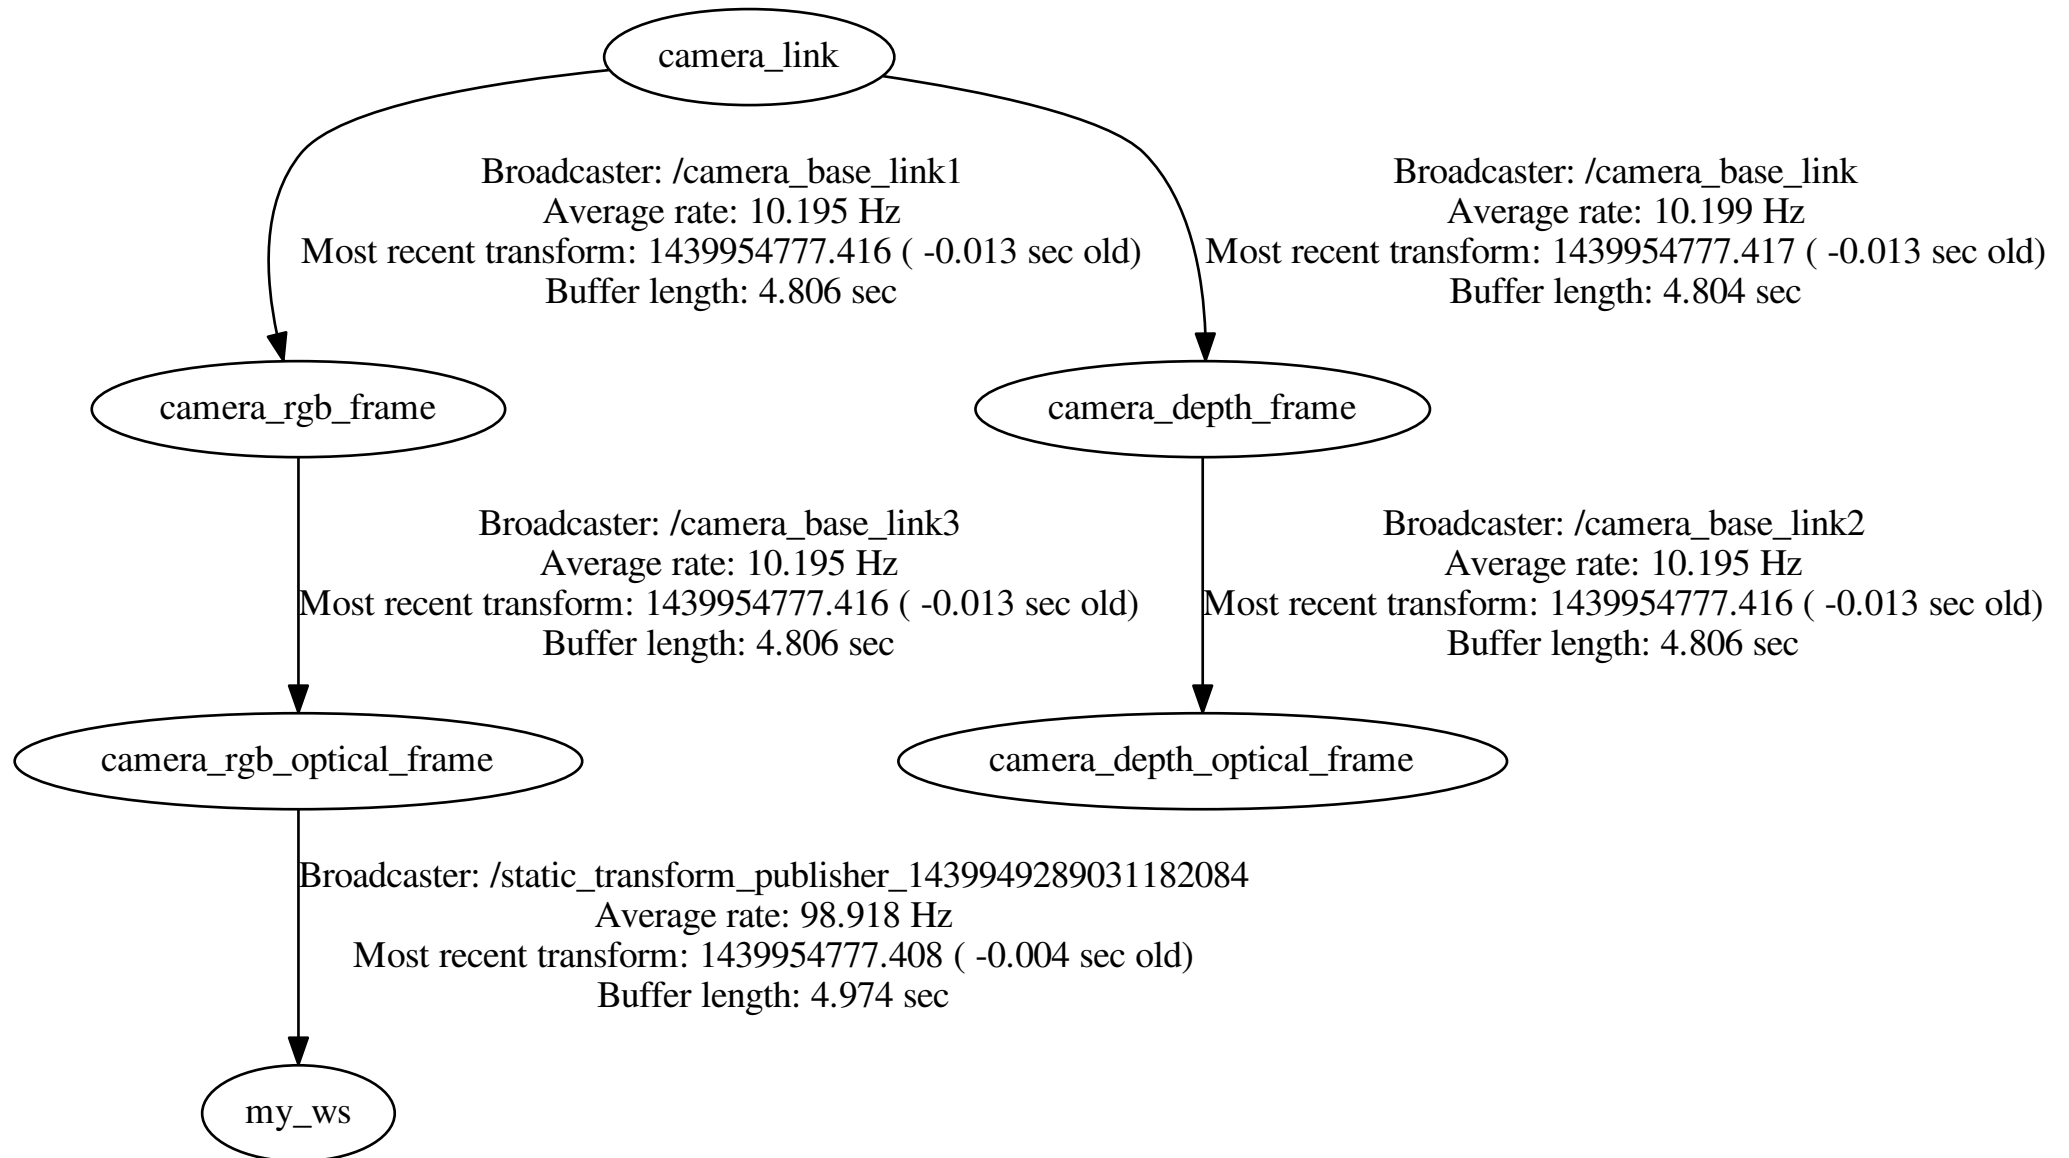 camera_link
Broadcaster: /camera_base_link1
Average rate: 10.195 Hz
Most recent transform: 1439954777.416 ( -0.013 sec old)
Buffer length: 4.806 sec
Broadcaster: /camera_base_link
Average rate: 10.199 Hz
Most recent transform: 1439954777.417 ( -0.013 sec old)
Buffer length: 4.804 sec
camera_rgb_frame
camera_depth_frame
Broadcaster: /camera_base_link3
Average rate: 10.195 Hz
Most recent transform: 1439954777.416 ( -0.013 sec old)
Buffer length: 4.806 sec
Broadcaster: /camera_base_link2
Average rate: 10.195 Hz
Most recent transform: 1439954777.416 ( -0.013 sec old)
Buffer length: 4.806 sec
camera_rgb_optical_frame
camera_depth_optical_frame
Broadcaster: /static_transform_publisher_1439949289031182084
Average rate: 98.918 Hz
Most recent transform: 1439954777.408 ( -0.004 sec old)
Buffer length: 4.974 sec
my_ws